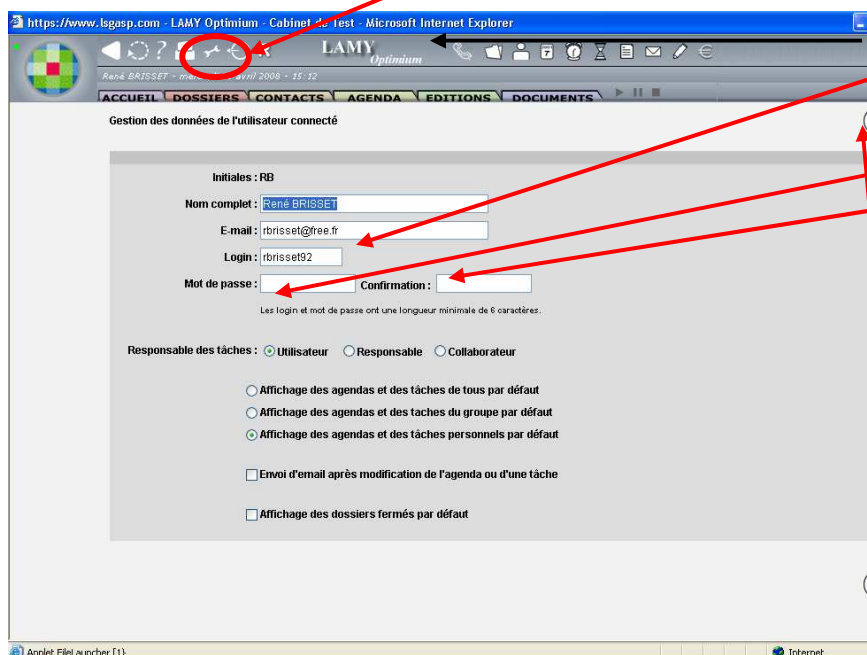 https://www.lsgasp.com - LAMY Optimium - Cabinet de Test - Microsoft Internet Explorer
LAMY Optimium
René BRISSET - avril 2008 - 15:12
ACCUEIL DOSSIERS CONTACTS AGENDA EDITIONS DOCUMENTS
Gestion des données de l'utilisateur connecté
Initiales : RB
Nom complet : René BRISSET
E-mail : rbrisset@free.fr
Login : rbrisset92
Mot de passe : Confirmation :
Les login et mot de passe ont une longueur minimale de 6 caractères.
Responsable des tâches : Utilisateur Responsable Collaborateur
Affichage des agendas et des tâches de tous par défaut
Affichage des agendas et des taches du groupe par défaut
Affichage des agendas et des tâches personnels par défaut
Envoi d'email après modification de l'agenda ou d'une tâche
Affichage des dossiers fermés par défaut
Applet FileLauncher [1] Internet